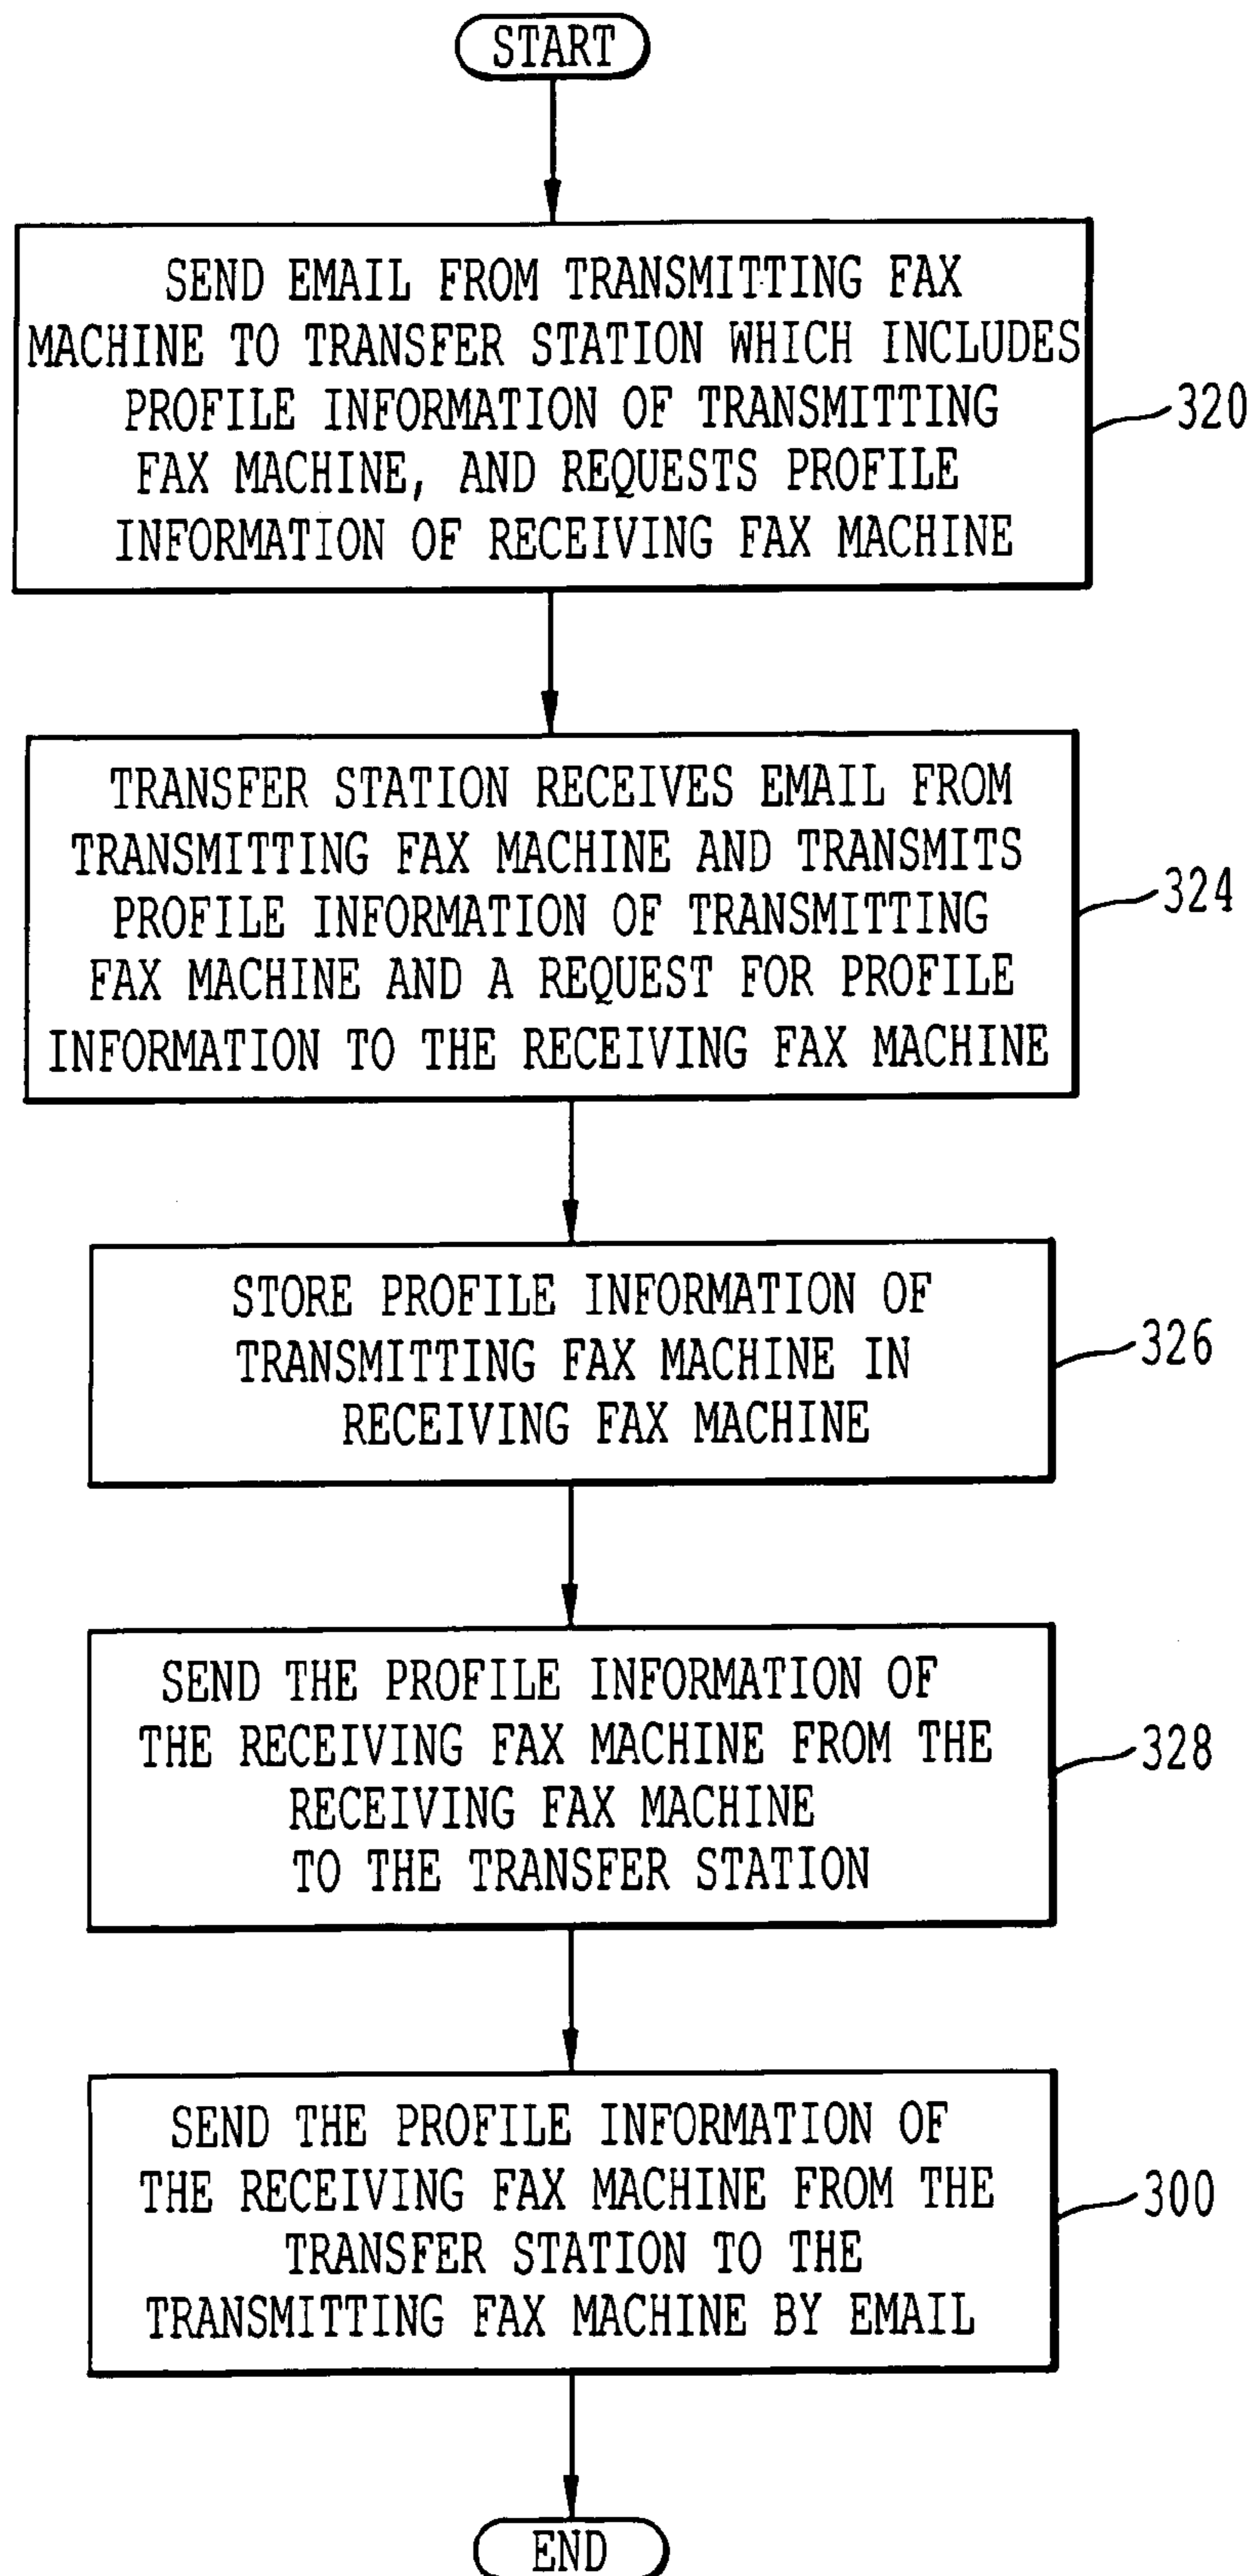 START
SEND EMAIL FROM TRANSMITTING FAX
MACHINE TO TRANSFER STATION WHICH INCLUDES
PROFILE INFORMATION OF TRANSMITTING
FAX MACHINE, AND REQUESTS PROFILE
INFORMATION OF RECEIVING FAX MACHINE
320
TRANSFER STATION RECEIVES EMAIL FROM
TRANSMITTING FAX MACHINE AND TRANSMITS
PROFILE INFORMATION OF TRANSMITTING
FAX MACHINE AND A REQUEST FOR PROFILE
INFORMATION TO THE RECEIVING FAX MACHINE
324
STORE PROFILE INFORMATION OF
TRANSMITTING FAX MACHINE IN
RECEIVING FAX MACHINE
326
SEND THE PROFILE INFORMATION OF
THE RECEIVING FAX MACHINE FROM THE
RECEIVING FAX MACHINE
TO THE TRANSFER STATION
328
SEND THE PROFILE INFORMATION OF
THE RECEIVING FAX MACHINE FROM THE
TRANSFER STATION TO THE
TRANSMITTING FAX MACHINE BY EMAIL
300
END